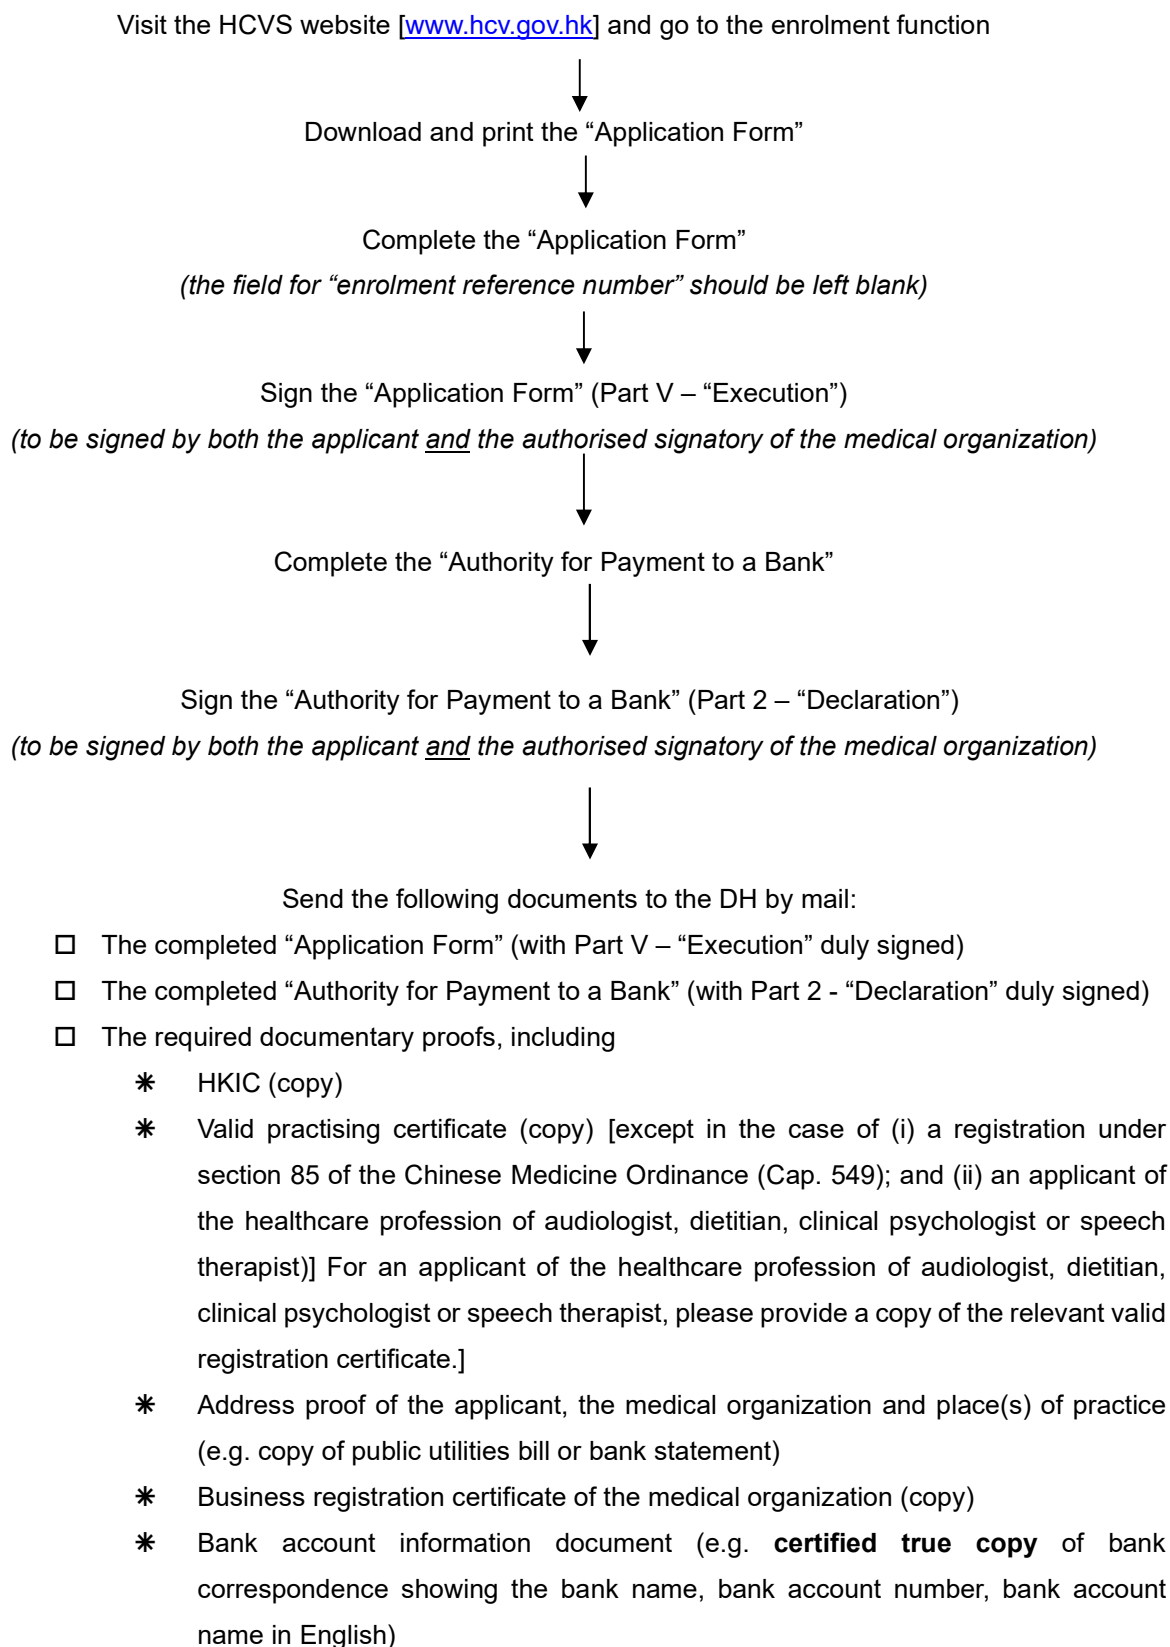 Visit the HCVS website [www.hcv.gov.hk] and go to the enrolment function
Download and print the “Application Form”
Complete the “Application Form”
(the field for “enrolment reference number” should be left blank)
Sign the “Application Form” (Part V – “Execution”)
(to be signed by both the applicant and the authorised signatory of the medical organization)
Complete the “Authority for Payment to a Bank”
Sign the “Authority for Payment to a Bank” (Part 2 – “Declaration”)
(to be signed by both the applicant and the authorised signatory of the medical organization)
Send the following documents to the DH by mail:
☐ The completed “Application Form” (with Part V – “Execution” duly signed)
☐ The completed “Authority for Payment to a Bank” (with Part 2 - “Declaration” duly signed)
☐ The required documentary proofs, including
✳ HKIC (copy)
✳ Valid practising certificate (copy) [except in the case of (i) a registration under
section 85 of the Chinese Medicine Ordinance (Cap. 549); and (ii) an applicant of
the healthcare profession of audiologist, dietitian, clinical psychologist or speech
therapist)] For an applicant of the healthcare profession of audiologist, dietitian,
clinical psychologist or speech therapist, please provide a copy of the relevant valid
registration certificate.]
✳ Address proof of the applicant, the medical organization and place(s) of practice
(e.g. copy of public utilities bill or bank statement)
✳ Business registration certificate of the medical organization (copy)
✳ Bank account information document (e.g. certified true copy of bank
correspondence showing the bank name, bank account number, bank account
name in English)